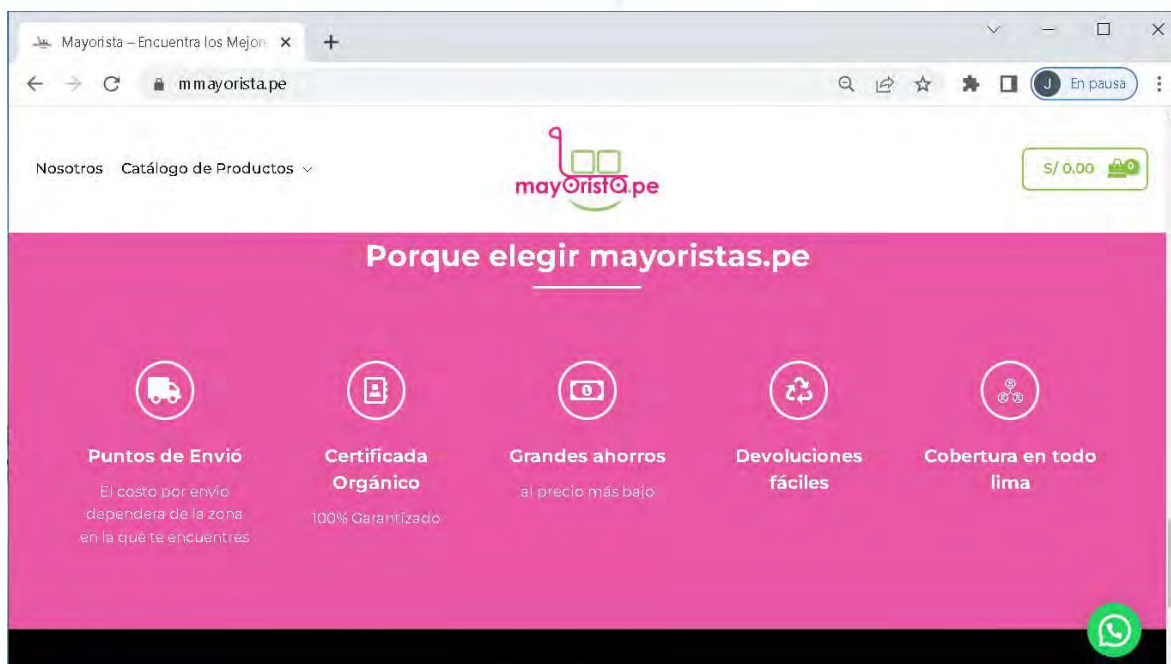 Mayorista – Encuentra los Mejor
mmayorista.pe
J En pausa
Nosotros Catálogo de Productos
mayorista.pe
S/ 0.00 0
Porque elegir mayoristas.pe
Puntos de Envió
El costo por envio
dependera de la zona
en la que te encuentres
Certificada
Orgánico
100% Garantizado
Grandes ahorros
al precio más bajo
Devoluciones
fáciles
Cobertura en todo
lima